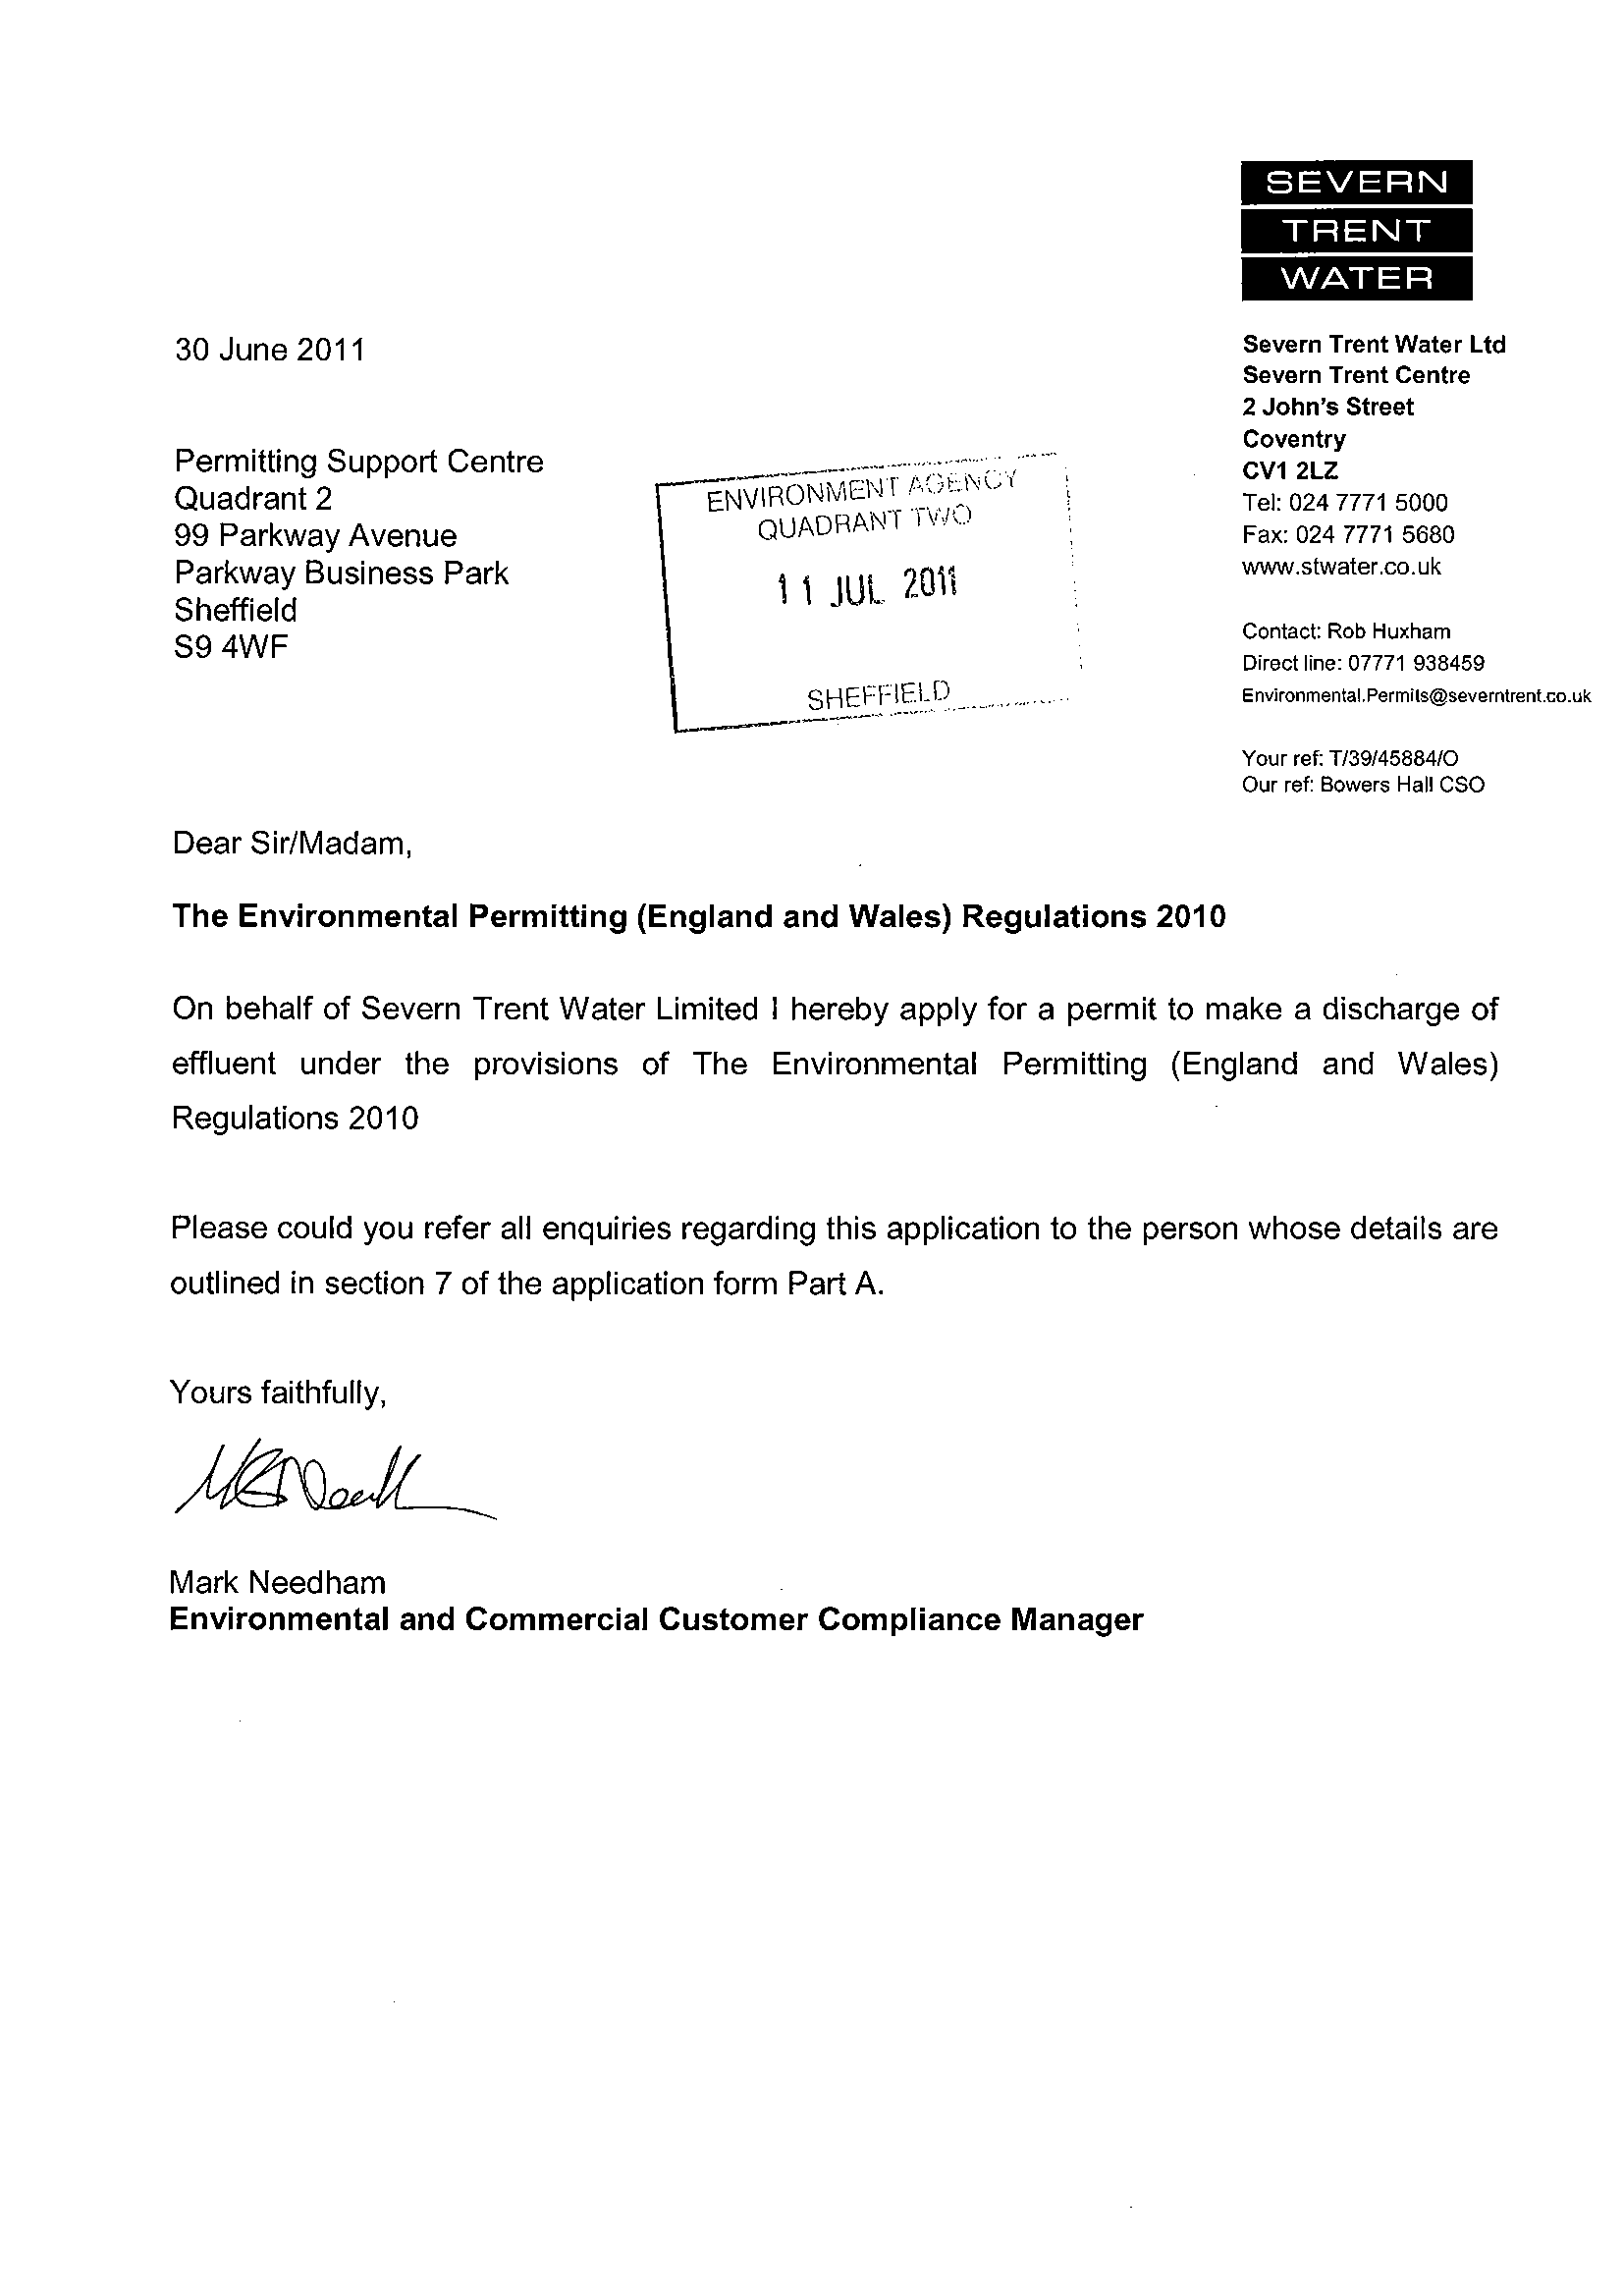 SEVERN
TRENT
WATER
30 June 2011
Severn Trent Water Ltd
Severn Trent Centre
2 John's Street
Coventry
CV1 2LZ
Tel: 024 7771 5000
Fax: 024 7771 5680
www.stwater.co.uk
Contact: Rob Huxham
Direct line: 07771 938459
Environmental.Permits@severntrent.co.uk
Your ref: T/39/45884/O
Our ref: Bowers Hall CSO
Permitting Support Centre
Quadrant 2
99 Parkway Avenue
Parkway Business Park
Sheffield
S9 4WF
ENVIRONMENT AGENCY
QUADRANT TWO
11 JUL 2011
SHEFFIELD
Dear Sir/Madam,
The Environmental Permitting (England and Wales) Regulations 2010
On behalf of Severn Trent Water Limited I hereby apply for a permit to make a discharge of
effluent under the provisions of The Environmental Permitting (England and Wales)
Regulations 2010
Please could you refer all enquiries regarding this application to the person whose details are
outlined in section 7 of the application form Part A.
Yours faithfully,
Mark Needham
Environmental and Commercial Customer Compliance Manager